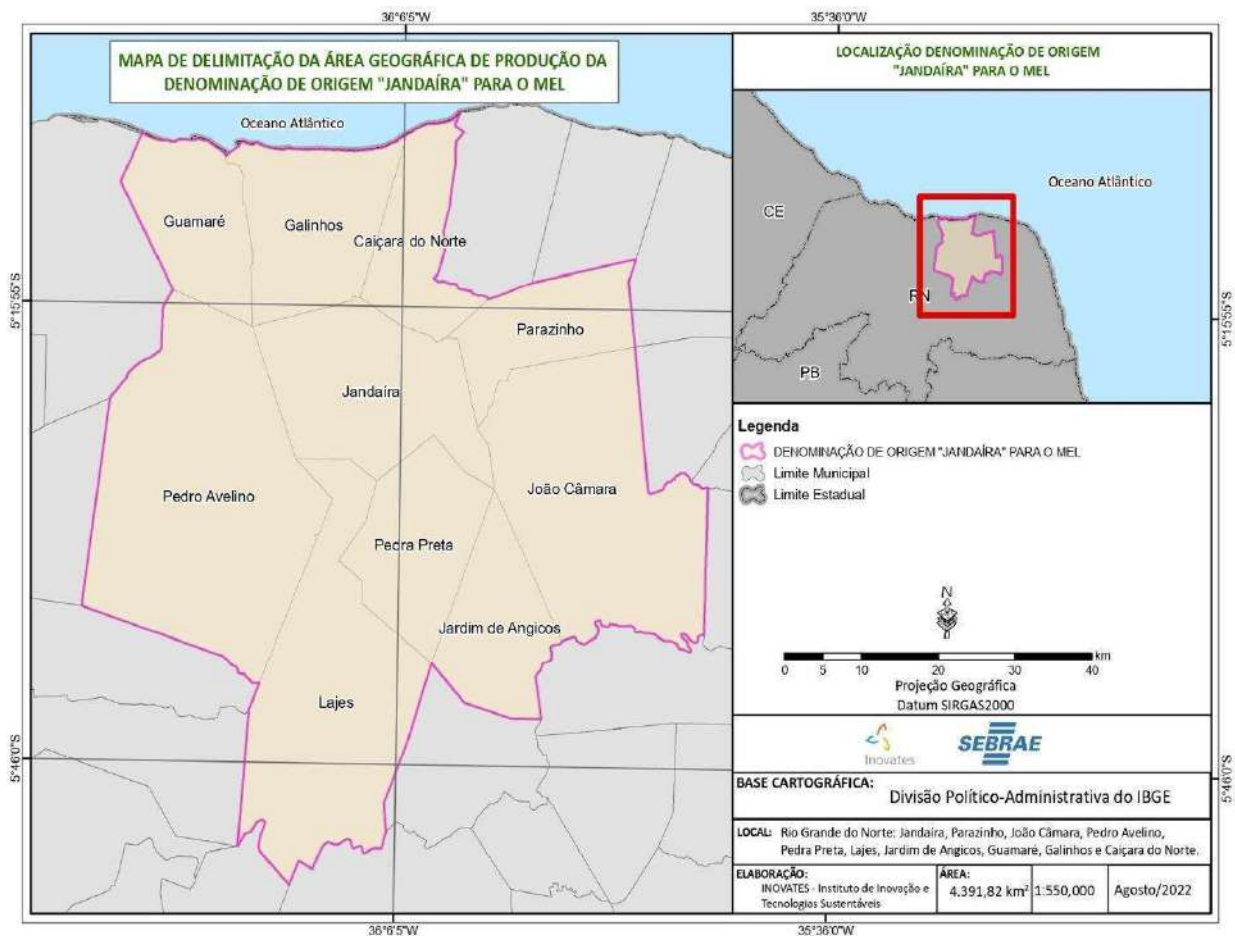 36°6'5"W
35°36'0"W
MAPA DE DELIMITAÇÃO DA ÁREA GEOGRÁFICA DE PRODUÇÃO DA
DENOMINAÇÃO DE ORIGEM "JANDAÍRA" PARA O MEL
Oceano Atlântico
Guamaré
Galinhos
Caiçara do Norte
5°15'55"S
Parazinho
Jandaíra
Pedro Avelino
João Câmara
Pedra Preta
Jardim de Angicos
Lajes
5°46'0"S
36°6'5"W
LOCALIZAÇÃO DENOMINAÇÃO DE ORIGEM
"JANDAÍRA" PARA O MEL
Oceano Atlântico
CE
RN
PB
5°15'55"S
Legenda
DENOMINAÇÃO DE ORIGEM "JANDAÍRA" PARA O MEL
Limite Municipal
Limite Estadual
N
km
0 5 10 20 30 40
Projeção Geográfica
Datum SIRGAS2000
Inovates
SEBRAE
5°46'0"S
BASE CARTOGRÁFICA: Divisão Político-Administrativa do IBGE
LOCAL: Rio Grande do Norte: Jandaíra, Parazinho, João Câmara, Pedro Avelino,
Pedra Preta, Lajes, Jardim de Angicos, Guamaré, Galinhos e Caiçara do Norte.
ELABORAÇÃO:
INOVATES - Instituto de Inovação e
Tecnologias Sustentáveis
ÁREA:
4.391,82 km²
1:550,000
Agosto/2022
35°36'0"W